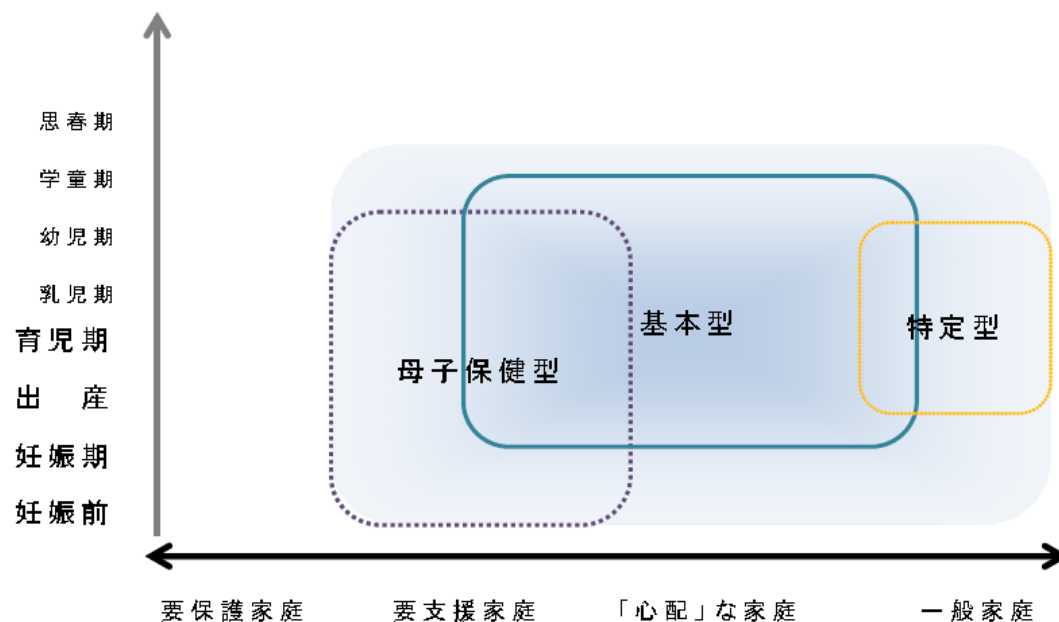 思春期
学童期
幼児期
乳児期
育児期
出　産
妊娠期
妊娠前
基本型
特定型
母子保健型
要保護家庭
要支援家庭
「心配」な家庭
一般家庭